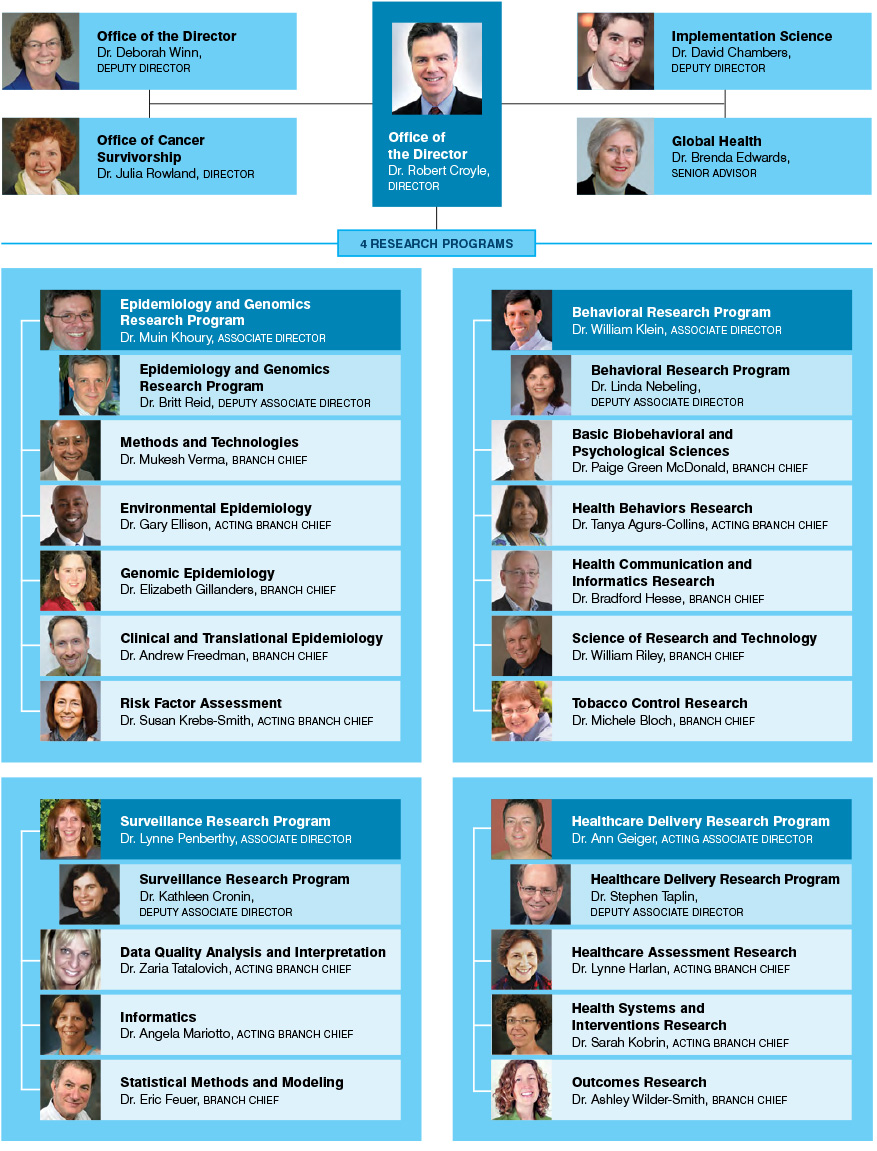 Office of the Director
Dr. Deborah Winn,
DEPUTY DIRECTOR
Office of Cancer
Survivorship
Dr. Julia Rowland, DIRECTOR
Office of
the Director
Dr. Robert Croyle,
DIRECTOR
Implementation Science
Dr. David Chambers,
DEPUTY DIRECTOR
Global Health
Dr. Brenda Edwards,
SENIOR ADVISOR
4 RESEARCH PROGRAMS
Epidemiology and Genomics
Research Program
Dr. Muin Khoury, ASSOCIATE DIRECTOR
Epidemiology and Genomics
Research Program
Dr. Britt Reid, DEPUTY ASSOCIATE DIRECTOR
Methods and Technologies
Dr. Mukesh Verma, BRANCH CHIEF
Environmental Epidemiology
Dr. Gary Ellison, ACTING BRANCH CHIEF
Genomic Epidemiology
Dr. Elizabeth Gillanders, BRANCH CHIEF
Clinical and Translational Epidemiology
Dr. Andrew Freedman, BRANCH CHIEF
Risk Factor Assessment
Dr. Susan Krebs-Smith, ACTING BRANCH CHIEF
Behavioral Research Program
Dr. William Klein, ASSOCIATE DIRECTOR
Behavioral Research Program
Dr. Linda Nebeling,
DEPUTY ASSOCIATE DIRECTOR
Basic Biobehavioral and
Psychological Sciences
Dr. Paige Green McDonald, BRANCH CHIEF
Health Behaviors Research
Dr. Tanya Agurs-Collins, ACTING BRANCH CHIEF
Health Communication and
Informatics Research
Dr. Bradford Hesse, BRANCH CHIEF
Science of Research and Technology
Dr. William Riley, BRANCH CHIEF
Tobacco Control Research
Dr. Michele Bloch, BRANCH CHIEF
Surveillance Research Program
Dr. Lynne Penberthy, ASSOCIATE DIRECTOR
Surveillance Research Program
Dr. Kathleen Cronin,
DEPUTY ASSOCIATE DIRECTOR
Data Quality Analysis and Interpretation
Dr. Zaria Tatalovich, ACTING BRANCH CHIEF
Informatics
Dr. Angela Mariotto, ACTING BRANCH CHIEF
Statistical Methods and Modeling
Dr. Eric Feuer, BRANCH CHIEF
Healthcare Delivery Research Program
Dr. Ann Geiger, ACTING ASSOCIATE DIRECTOR
Healthcare Delivery Research Program
Dr. Stephen Taplin,
DEPUTY ASSOCIATE DIRECTOR
Healthcare Assessment Research
Dr. Lynne Harlan, ACTING BRANCH CHIEF
Health Systems and
Interventions Research
Dr. Sarah Kobrin, ACTING BRANCH CHIEF
Outcomes Research
Dr. Ashley Wilder-Smith, BRANCH CHIEF